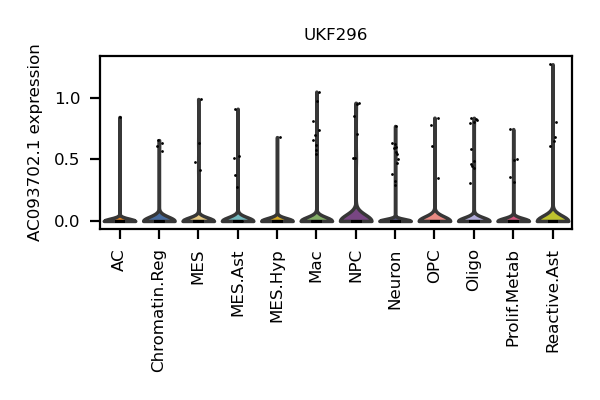 UKF296
AC093702.1 expression
1.0
0.5
0.0
AC
Chromatin.Reg
MES
MES.Ast
MES.Hyp
Mac
NPC
Neuron
OPC
Oligo
Prolif.Metab
Reactive.Ast